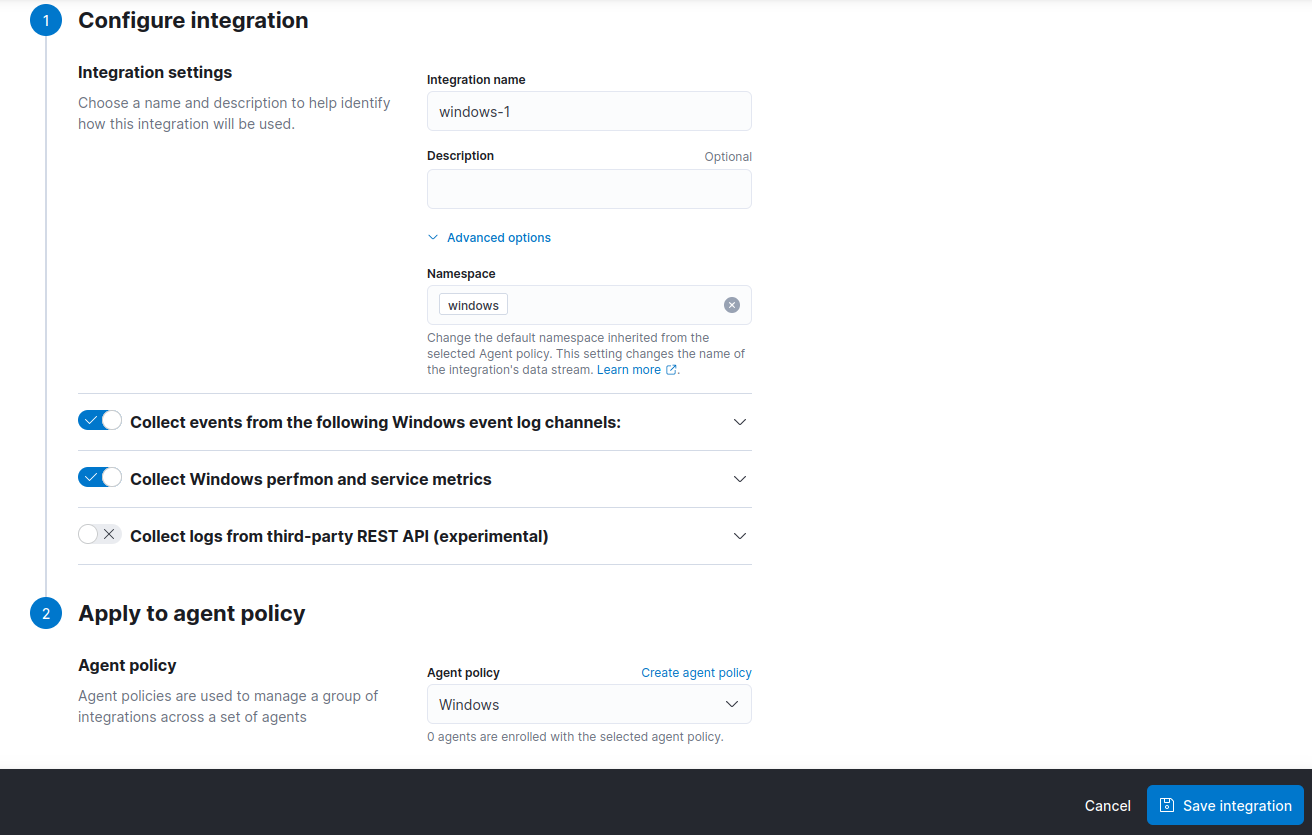 1
Configure integration
Integration settings
Choose a name and description to help identify
how this integration will be used.
Integration name
windows-1
Description
Optional
Advanced options
Namespace
windows
Change the default namespace inherited from the
selected Agent policy. This setting changes the name of
the integration's data stream. Learn more .
Collect events from the following Windows event log channels:
Collect Windows perfmon and service metrics
Collect logs from third-party REST API (experimental)
2
Apply to agent policy
Agent policy
Agent policies are used to manage a group of
integrations across a set of agents
Agent policy
Create agent policy
Windows
0 agents are enrolled with the selected agent policy.
Cancel
Save integration